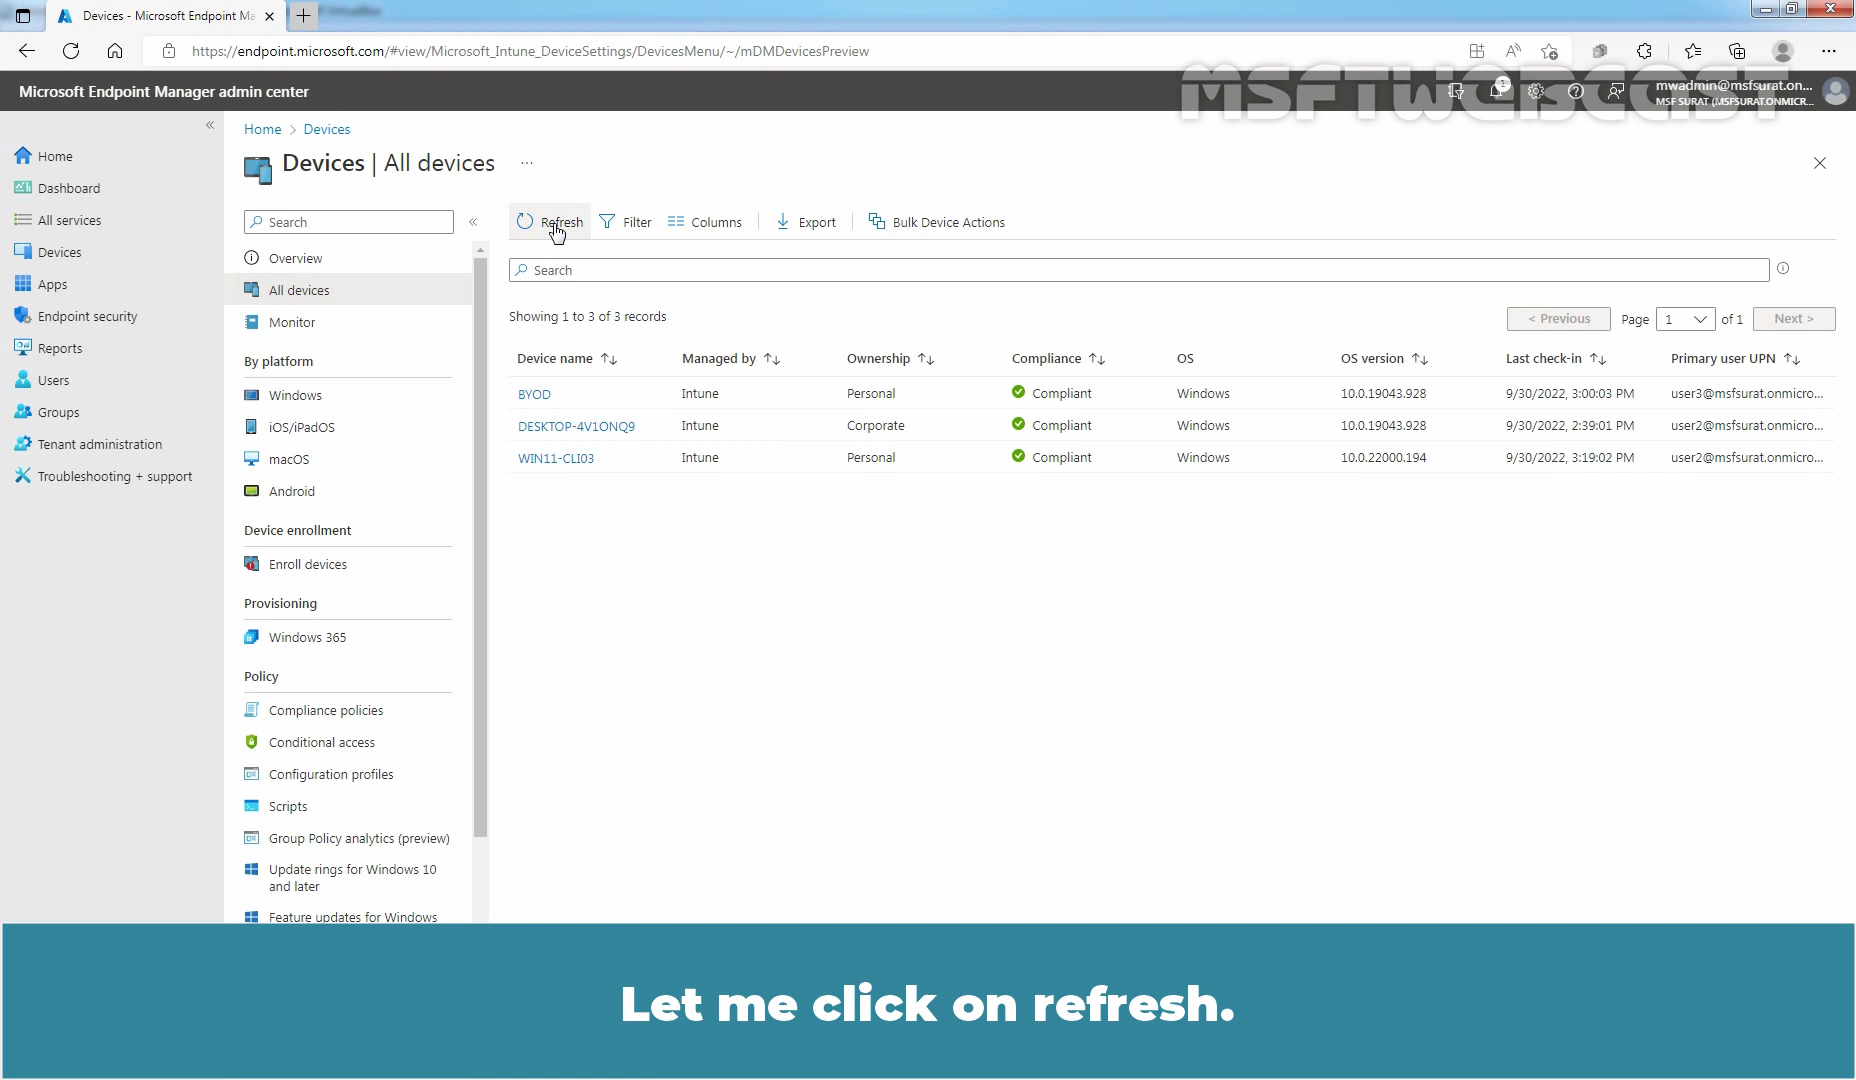 Devices - Microsoft Endpoint Ma
https://endpoint.microsoft.com/#view/Microsoft_Intune_DeviceSettings/DevicesMenu/~/mDMDevicesPreview
MSFTWEBCAST
Microsoft Endpoint Manager admin center
1
mwadmin@msfsurat.on...
MSF SURAT (MSFSURAT.ONMICR...
Home > Devices
Devices | All devices ...
Home
Dashboard
All services
Devices
Apps
Endpoint security
Reports
Users
Groups
Tenant administration
Troubleshooting + support
Search
Overview
All devices
Monitor
By platform
Windows
iOS/iPadOS
macOS
Android
Device enrollment
Enroll devices
Provisioning
Windows 365
Policy
Compliance policies
Conditional access
Configuration profiles
Scripts
Group Policy analytics (preview)
Update rings for Windows 10
and later
Feature updates for Windows
Refresh Filter Columns Export Bulk Device Actions
Search
Showing 1 to 3 of 3 records
< Previous Page 1 of 1 Next >
Device name Managed by Ownership Compliance OS OS version Last check-in Primary user UPN
BYOD Intune Personal Compliant Windows 10.0.19043.928 9/30/2022, 3:00:03 PM user3@msfsurat.onmicro...
DESKTOP-4V1ONQ9 Intune Corporate Compliant Windows 10.0.19043.928 9/30/2022, 2:39:01 PM user2@msfsurat.onmicro...
WIN11-CLI03 Intune Personal Compliant Windows 10.0.22000.194 9/30/2022, 3:19:02 PM user2@msfsurat.onmicro...
Let me click on refresh.